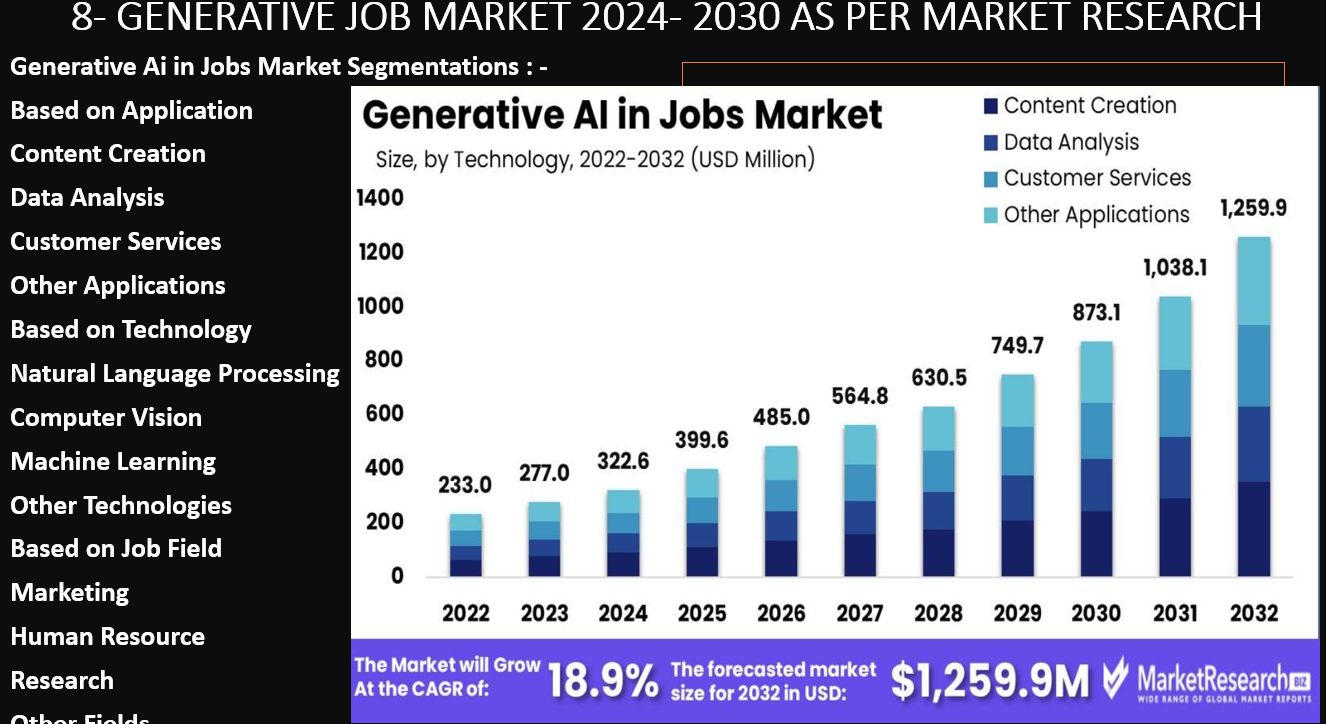 8- GENERATIVE JOB MARKET 2024- 2030 AS PER MARKET RESEARCH
Generative Ai in Jobs Market Segmentations : -
Based on Application
Content Creation
Data Analysis
Customer Services
Other Applications
Based on Technology
Natural Language Processing
Computer Vision
Machine Learning
Other Technologies
Based on Job Field
Marketing
Human Resource
Research
Other Fields
Generative AI in Jobs Market
Size, by Technology, 2022-2032 (USD Million)
Content Creation
Data Analysis
Customer Services
Other Applications
1400
1200
1000
800
600
400
200
0
233.0
277.0
322.6
399.6
485.0
564.8
630.5
749.7
873.1
1,038.1
1,259.9
2022 2023 2024 2025 2026 2027 2028 2029 2030 2031 2032
The Market will Grow
At the CAGR of:
18.9%
The forecasted market
size for 2032 in USD:
$1,259.9M
MarketResearch BIZ
WIDE RANGE OF GLOBAL MARKET REPORTS